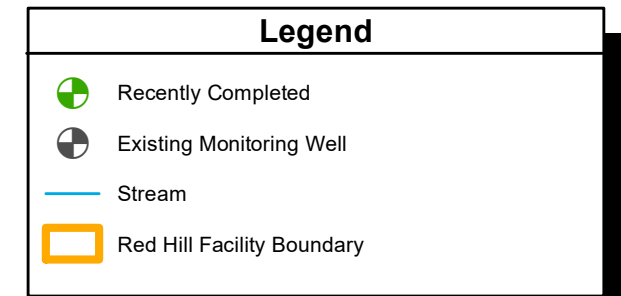 Legend
Recently Completed
Existing Monitoring Well
Stream
Red Hill Facility Boundary